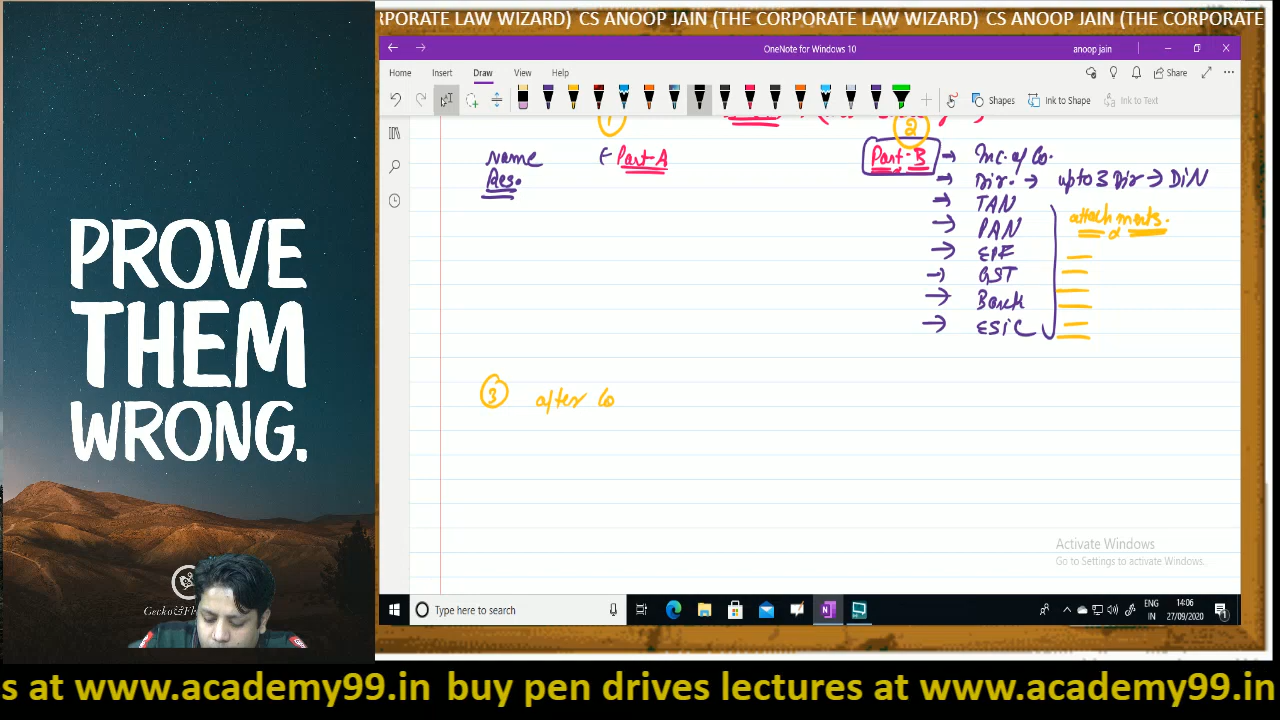 RPORATE LAW WIZARD) CS ANOOP JAIN (THE CORPORATE LAW WIZARD) CS ANOOP JAIN (THE CORPORATE
OneNote for Windows 10
anoop jain
Home Insert Draw View Help
Share
Shapes Ink to Shape Ink to Text
1
2
Name Part-A
Res.
Part-B Inc. of Co.
Dir. → upto 3 Dir → DIN
TAN
PAN
EPF
GST
Bank
ESIC
attachments.
3 after Co
PROVE
THEM
WRONG.
Activate Windows
Go to Settings to activate Windows.
Type here to search
ENG
IN
14:06
27/09/2020
s at www.academy99.in buy pen drives lectures at www.academy99.in